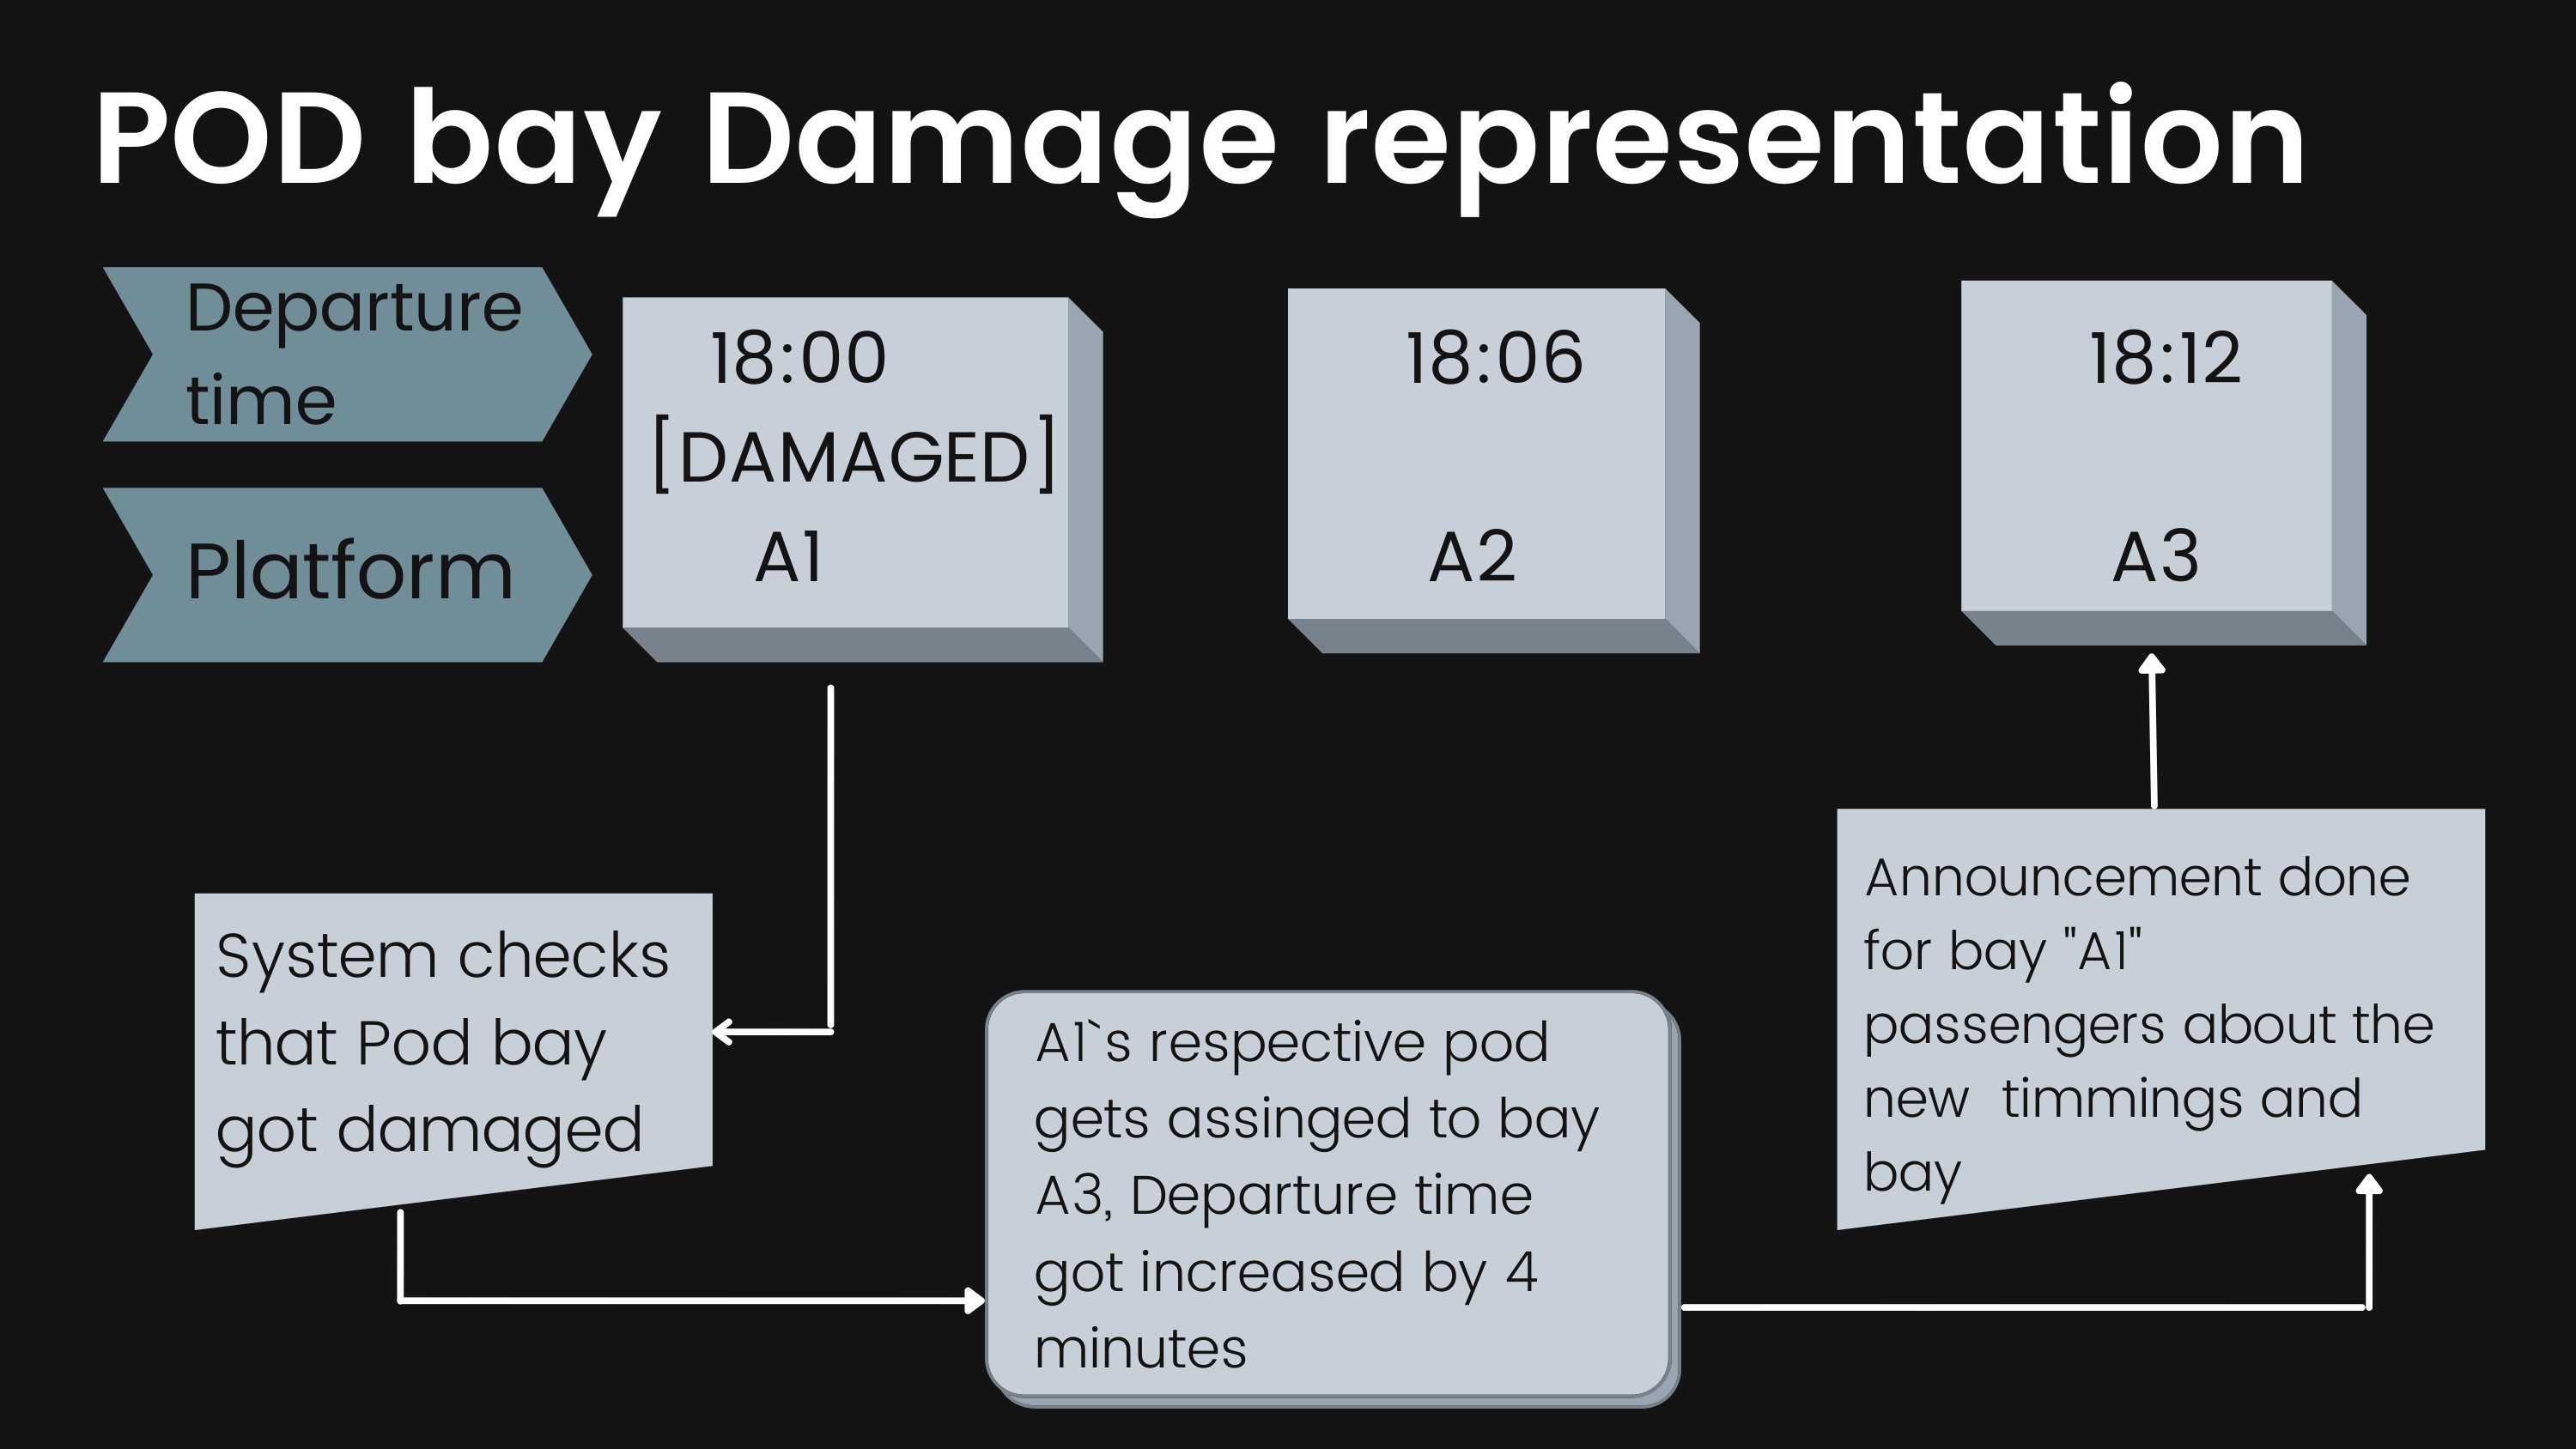 POD bay Damage representation
Departure
time
Platform
18:00
[DAMAGED]
A1
18:06
A2
18:12
A3
System checks
that Pod bay
got damaged
A1`s respective pod
gets assinged to bay
A3, Departure time
got increased by 4
minutes
Announcement done
for bay "A1"
passengers about the
new  timmings and
bay